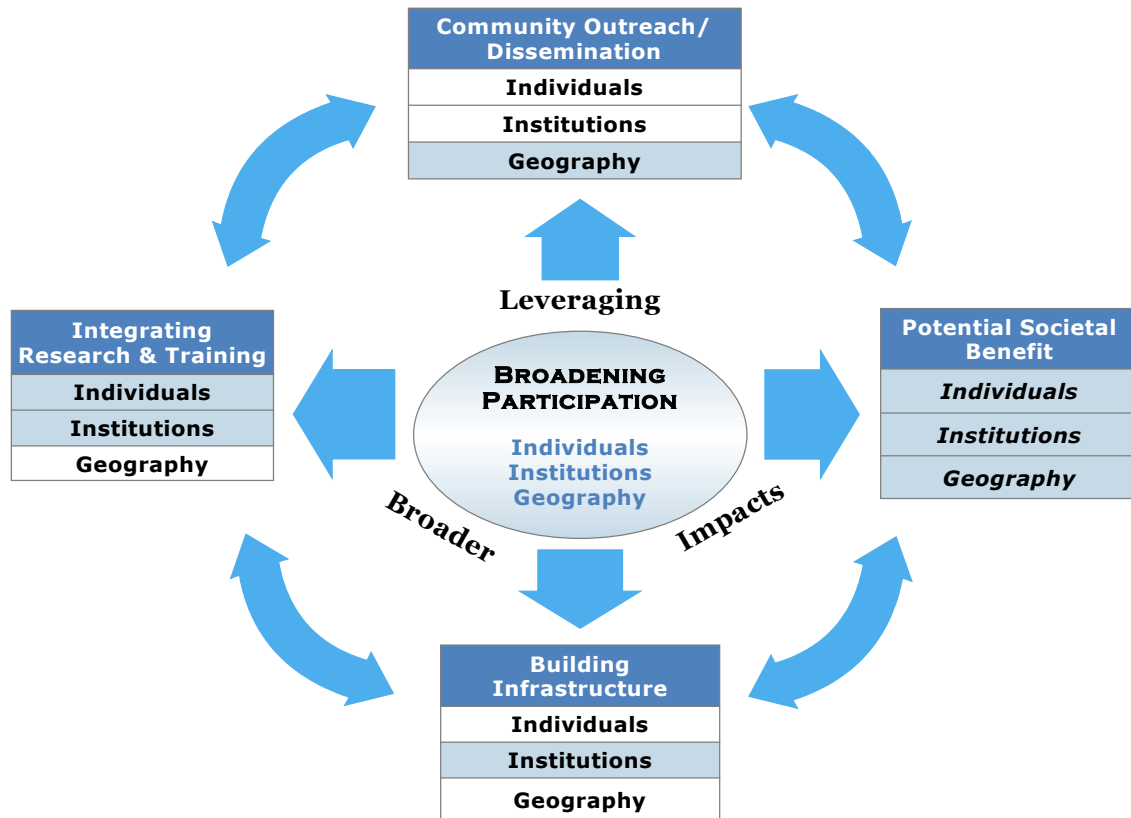 Community Outreach/
Dissemination
Individuals
Institutions
Geography
Leveraging
Integrating
Research & Training
Individuals
Institutions
Geography
BROADENING
PARTICIPATION
Individuals
Institutions
Geography
Potential Societal
Benefit
Individuals
Institutions
Geography
Broader
Impacts
Building
Infrastructure
Individuals
Institutions
Geography